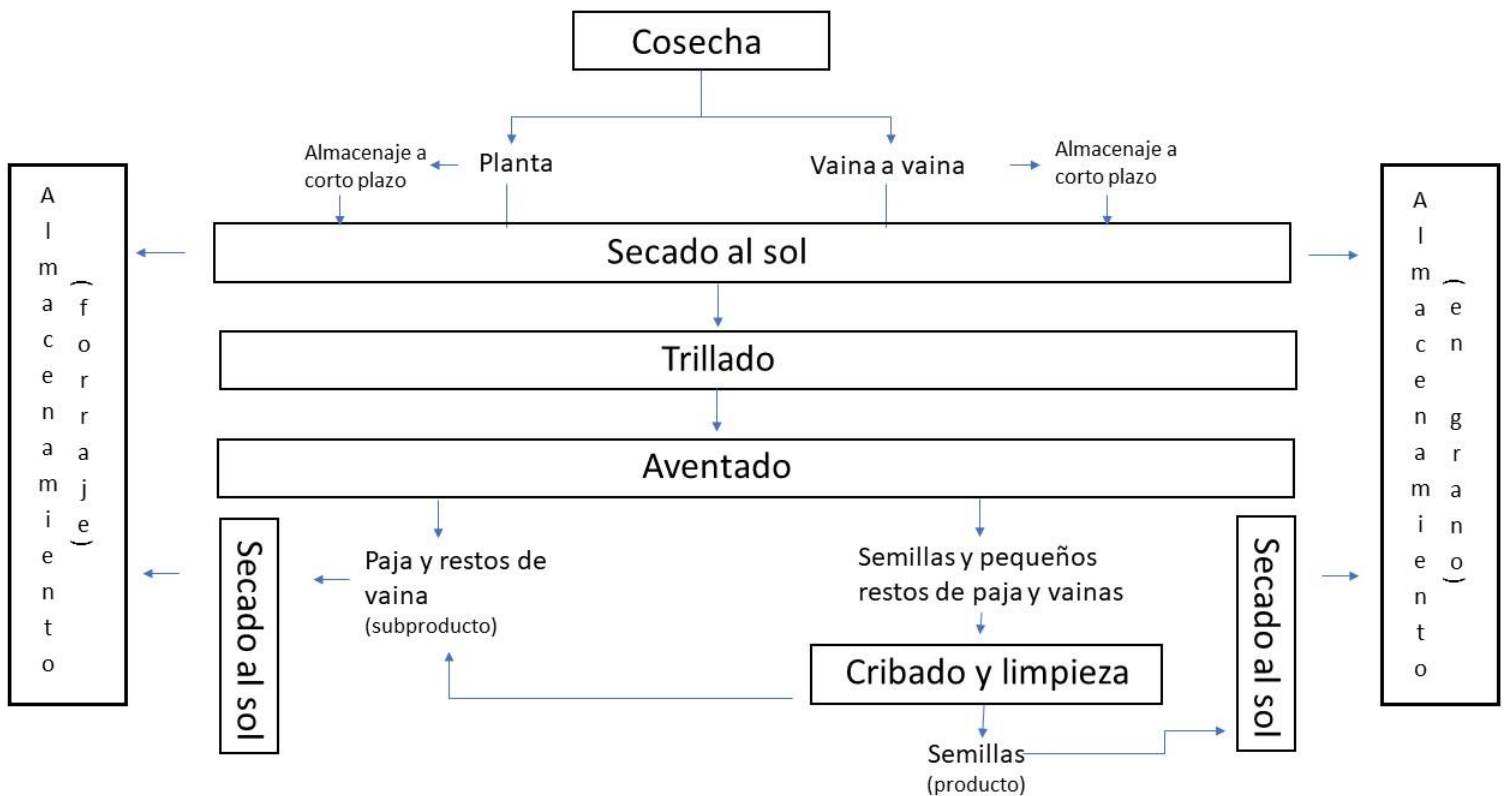 Cosecha
Almacenaje a
corto plazo
Planta
Vaina a vaina
Almacenaje a
corto plazo
Almacenamiento
(forraje)
Secado al sol
Almacenamiento
(en grano)
Trillado
Aventado
Secado al sol
Paja y restos de
vaina
(subproducto)
Semillas y pequeños
restos de paja y vainas
Secado al sol
Cribado y limpieza
Semillas
(producto)